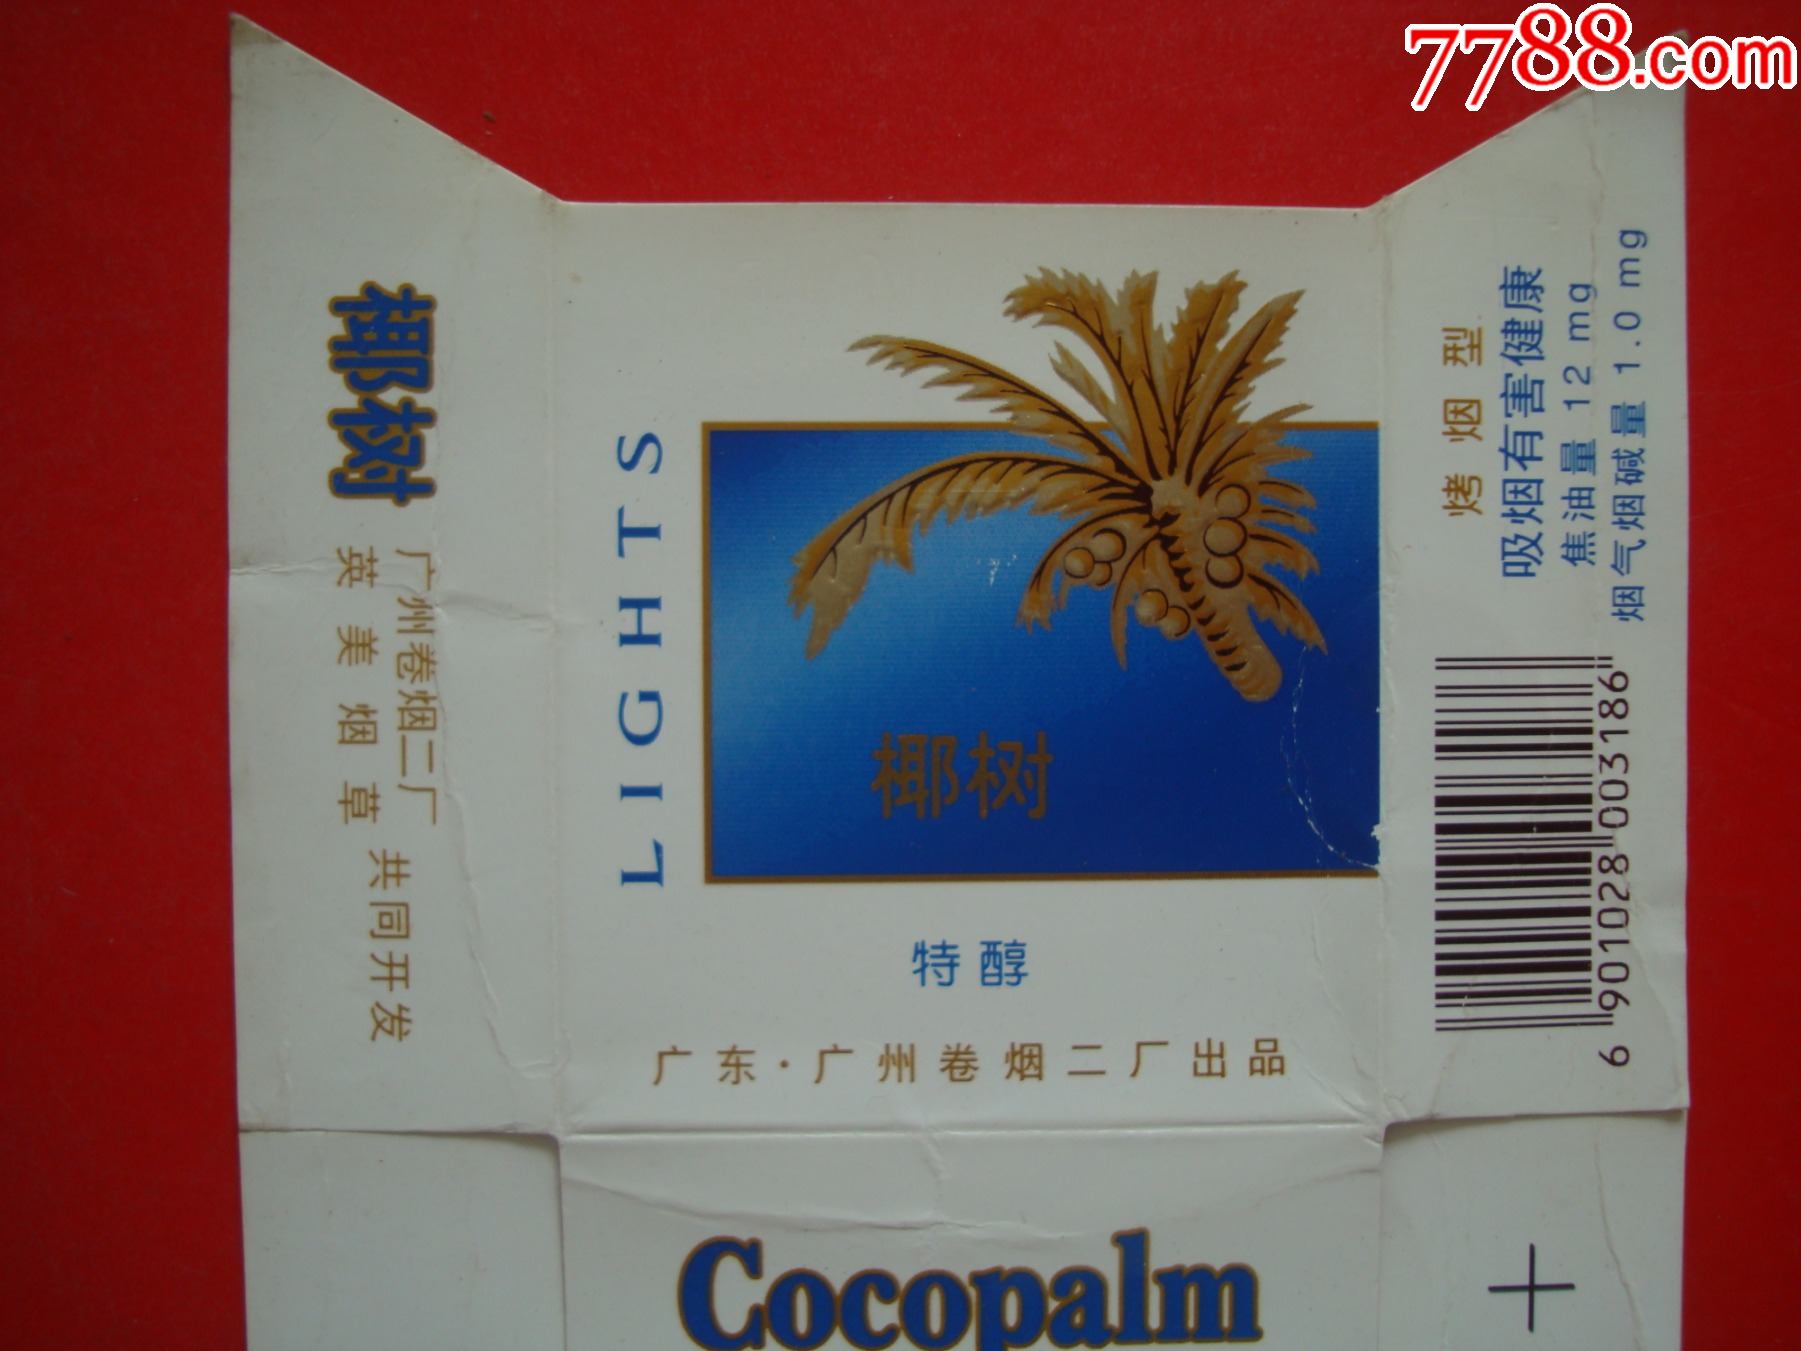 7788.com
椰树
广州卷烟二厂
英美烟草
共同开发
LIGHTS
椰树
特醇
广东·广州卷烟二厂出品
烤烟型
吸烟有害健康
焦油量 12 mg
烟气烟碱量 1.0 mg
6 901028 003186
Cocopalm